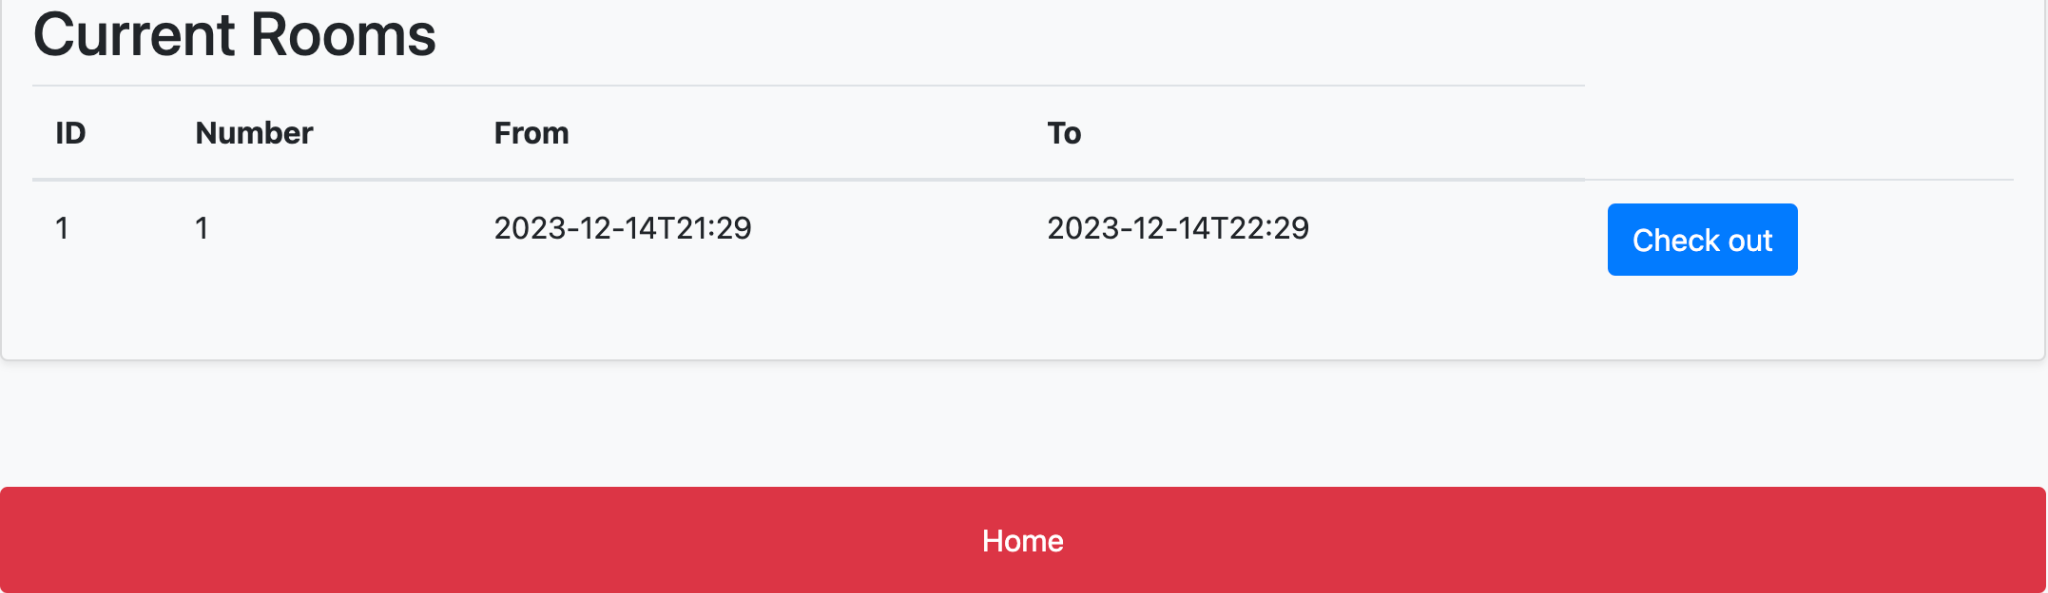 Current Rooms
ID Number From To
1 1 2023-12-14T21:29 2023-12-14T22:29 Check out
Home